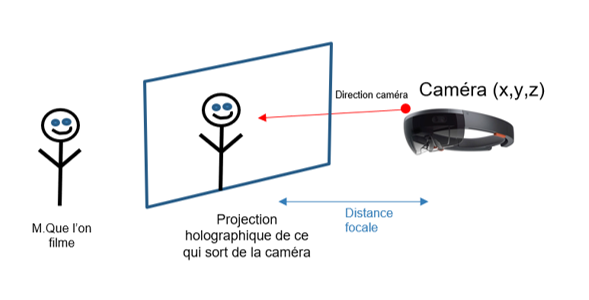 Direction caméra
Caméra (x,y,z)
M.Que l'on
filme
Projection
holographique de ce
qui sort de la caméra
Distance
focale